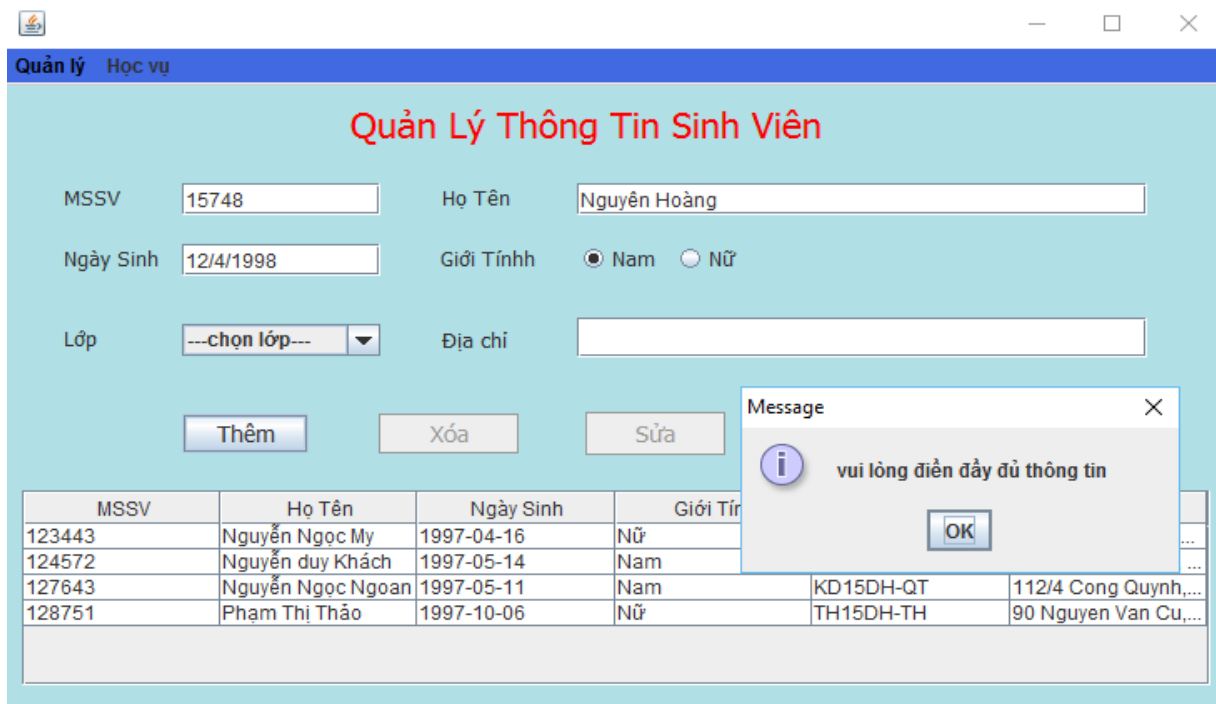 Quản lý Học vụ
Quản Lý Thông Tin Sinh Viên
MSSV 15748 Họ Tên Nguyên Hoàng
Ngày Sinh 12/4/1998 Giới Tínhh Nam Nữ
Lớp ---chọn lớp--- Địa chỉ
Thêm Xóa Sửa
Message
vui lòng điền đầy đủ thông tin
OK
MSSV Họ Tên Ngày Sinh Giới Tín
123443 Nguyễn Ngọc My 1997-04-16 Nữ ...
124572 Nguyễn duy Khách 1997-05-14 Nam ...
127643 Nguyễn Ngọc Ngoan 1997-05-11 Nam KD15DH-QT 112/4 Cong Quynh,...
128751 Phạm Thị Thảo 1997-10-06 Nữ TH15DH-TH 90 Nguyen Van Cu,...